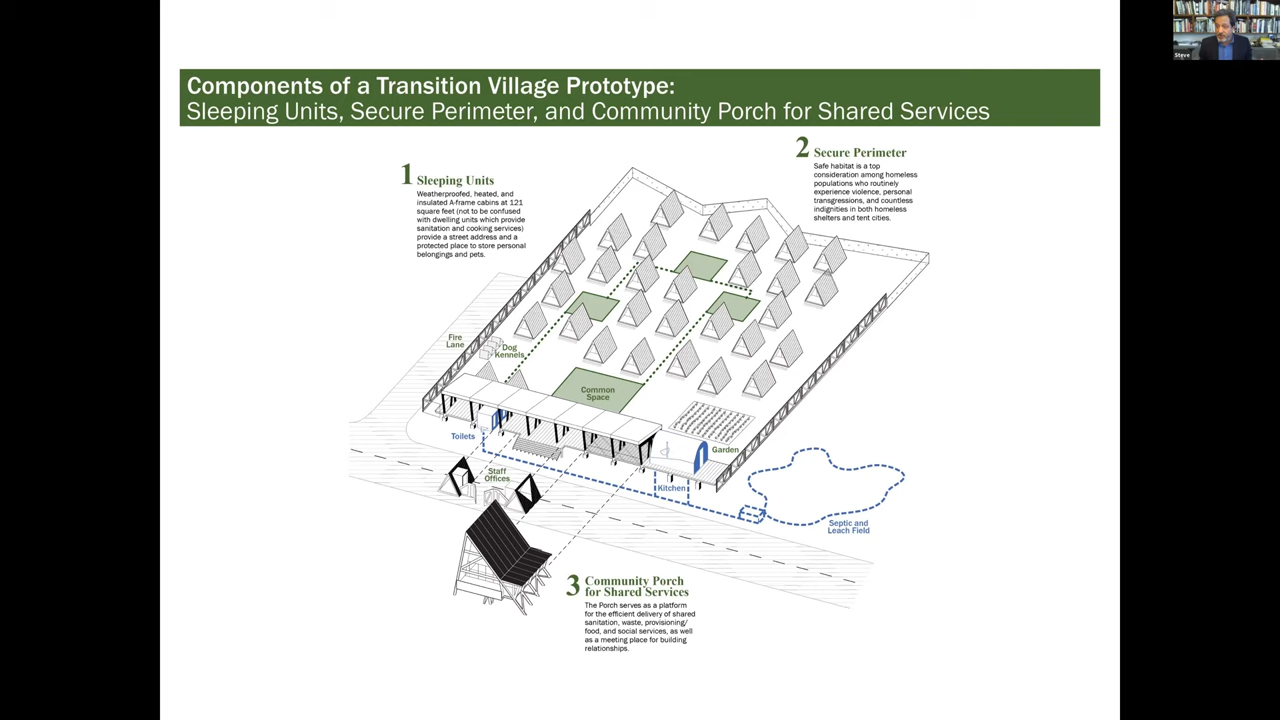 Steve
Components of a Transition Village Prototype:
Sleeping Units, Secure Perimeter, and Community Porch for Shared Services
1 Sleeping Units
Weatherproofed, heated, and
insulated A-frame cabins at 121
square feet (not to be confused
with dwelling units which provide
sanitation and cooking services)
provide a street address and a
protected place to store personal
belongings and pets.
2 Secure Perimeter
Safe habitat is a top
consideration among homeless
populations who routinely
experience violence, personal
transgressions, and countless
indignities in both homeless
shelters and tent cities.
Fire
Lane
Dog
Kennels
Common
Space
Toilets
Garden
Staff
Offices
Kitchen
Septic and
Leach Field
3 Community Porch
for Shared Services
The Porch serves as a platform
for the efficient delivery of shared
sanitation, waste, provisioning/
food, and social services, as well
as a meeting place for building
relationships.